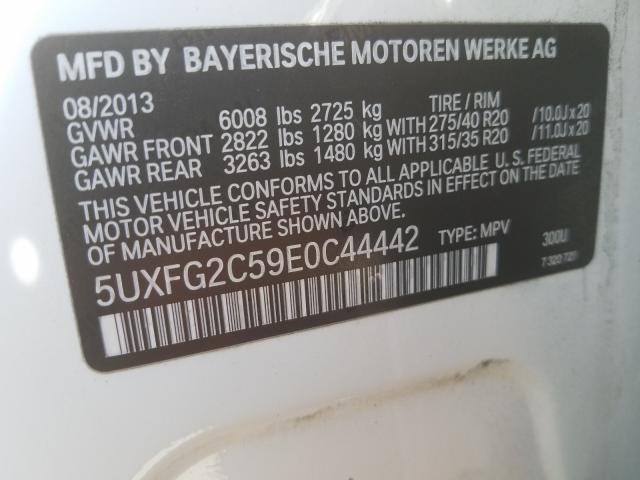 MFD BY BAYERISCHE MOTOREN WERKE AG
08/2013 TIRE / RIM
GVWR 6008 lbs 2725 kg
GAWR FRONT 2822 lbs 1280 kg WITH 275/40 R20 /10.0J x 20
GAWR REAR 3263 lbs 1480 kg WITH 315/35 R20 /11.0J x 20
THIS VEHICLE CONFORMS TO ALL APPLICABLE U.S. FEDERAL
MOTOR VEHICLE SAFETY STANDARDS IN EFFECT ON THE DATE
OF MANUFACTURE SHOWN ABOVE.
5UXFG2C59E0C44442 TYPE: MPV 300U